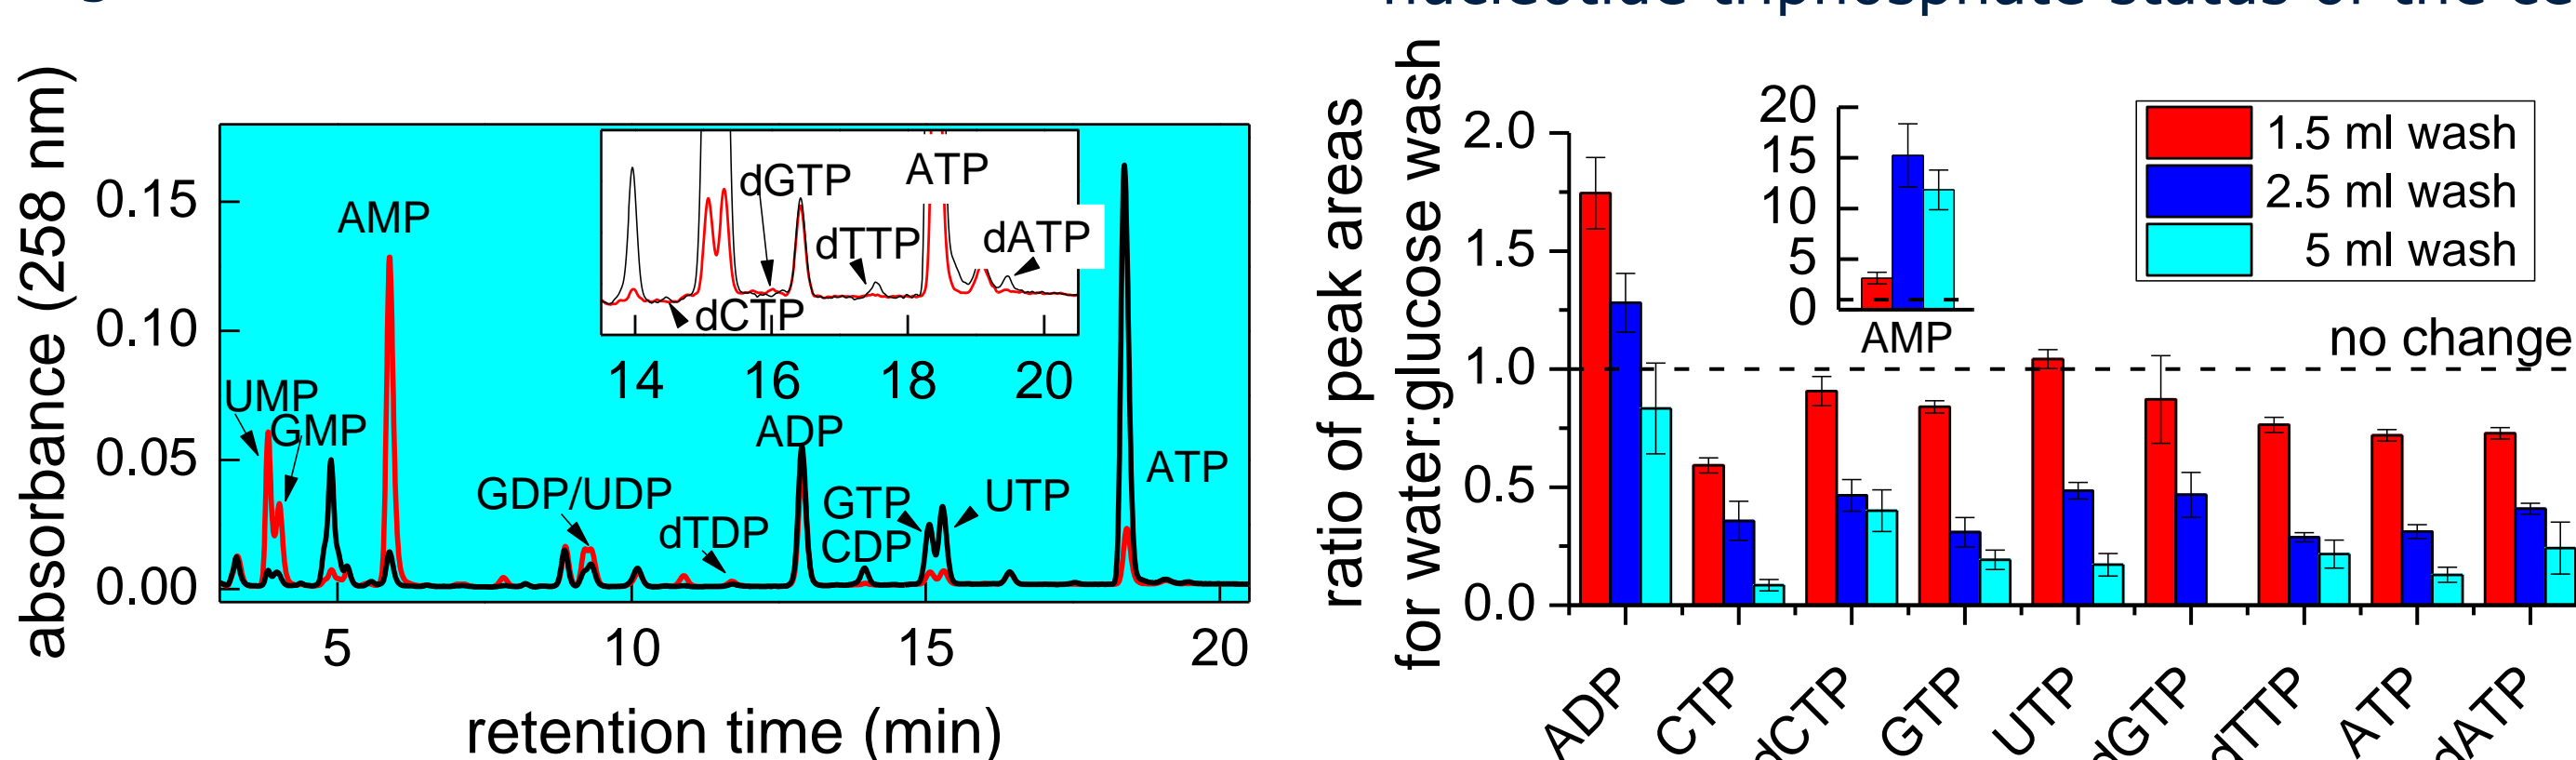 nucleotide triphosphate status of the ce
absorbance (258 nm)
0.15
0.10
0.05
0.00
5
10
15
20
retention time (min)
UMP
GMP
AMP
GDP/UDP
dTDP
ADP
GTP
CDP
UTP
ATP
dGTP
ATP
dTTP
dATP
dCTP
14
16
18
20
ratio of peak areas
for water:glucose wash
2.0
1.5
1.0
0.5
0.0
20
15
10
5
0
AMP
1.5 ml wash
2.5 ml wash
5 ml wash
no change
ADP
CTP
dCTP
GTP
UTP
dGTP
dTTP
ATP
dATP